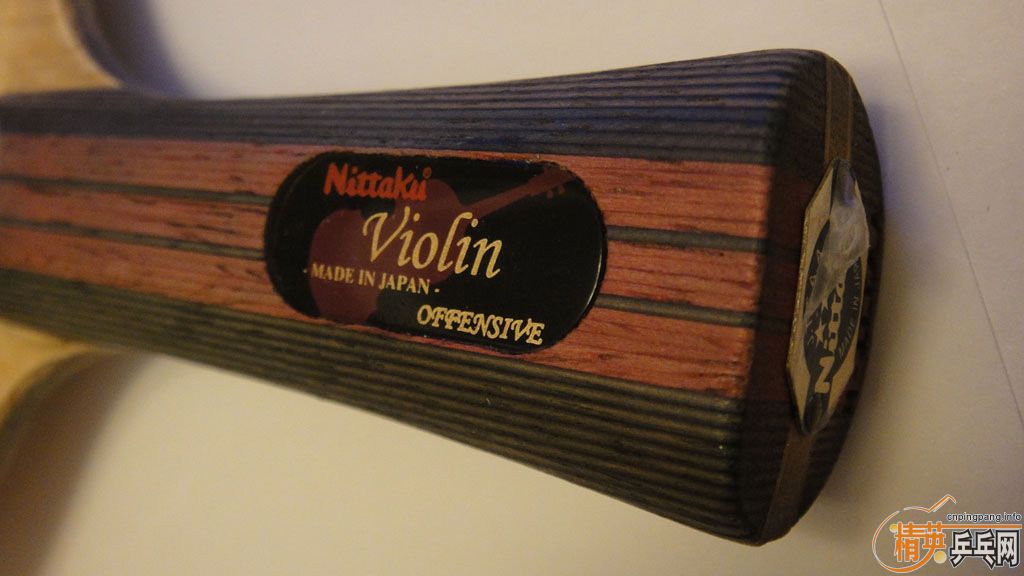 Nittaku®
Violin
· MADE IN JAPAN ·
OFFENSIVE
cnpingpang.info
精英乒乓网